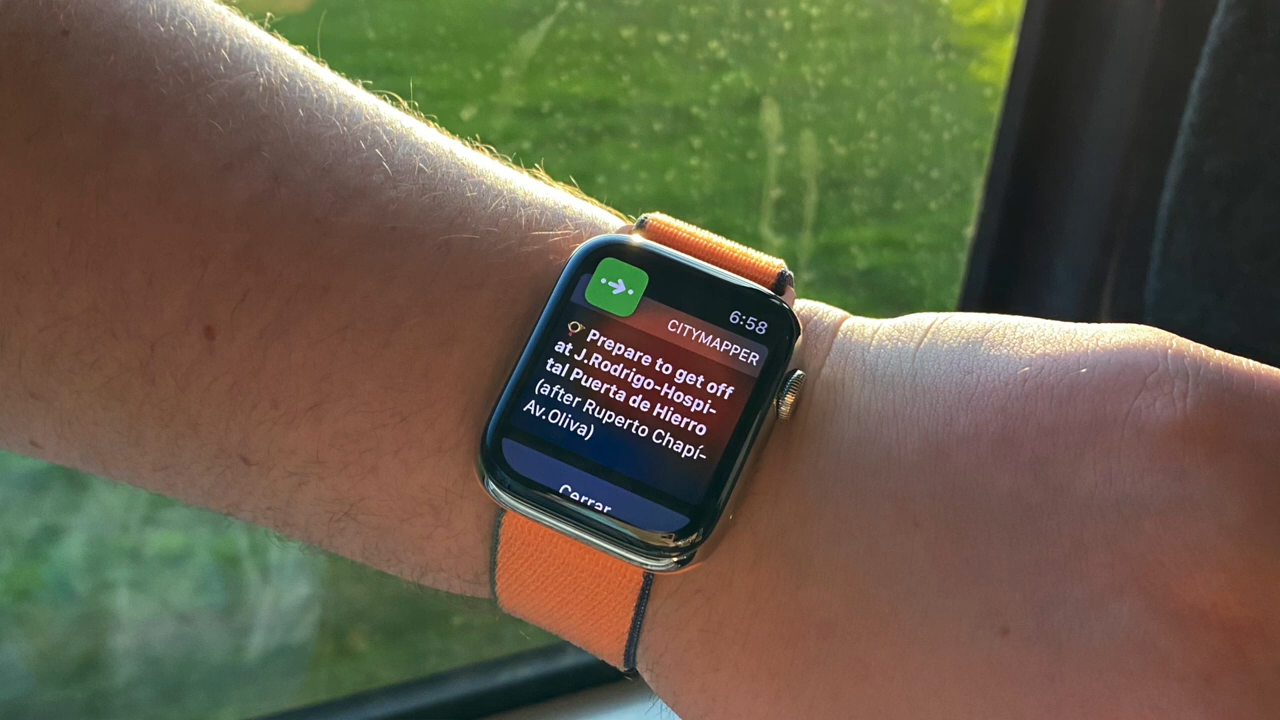 6:58
CITYMAPPER
Prepare to get off
at J.Rodrigo-Hospi-
tal Puerta de Hierro
(after Ruperto Chapí-
Av.Oliva)
Cerrar